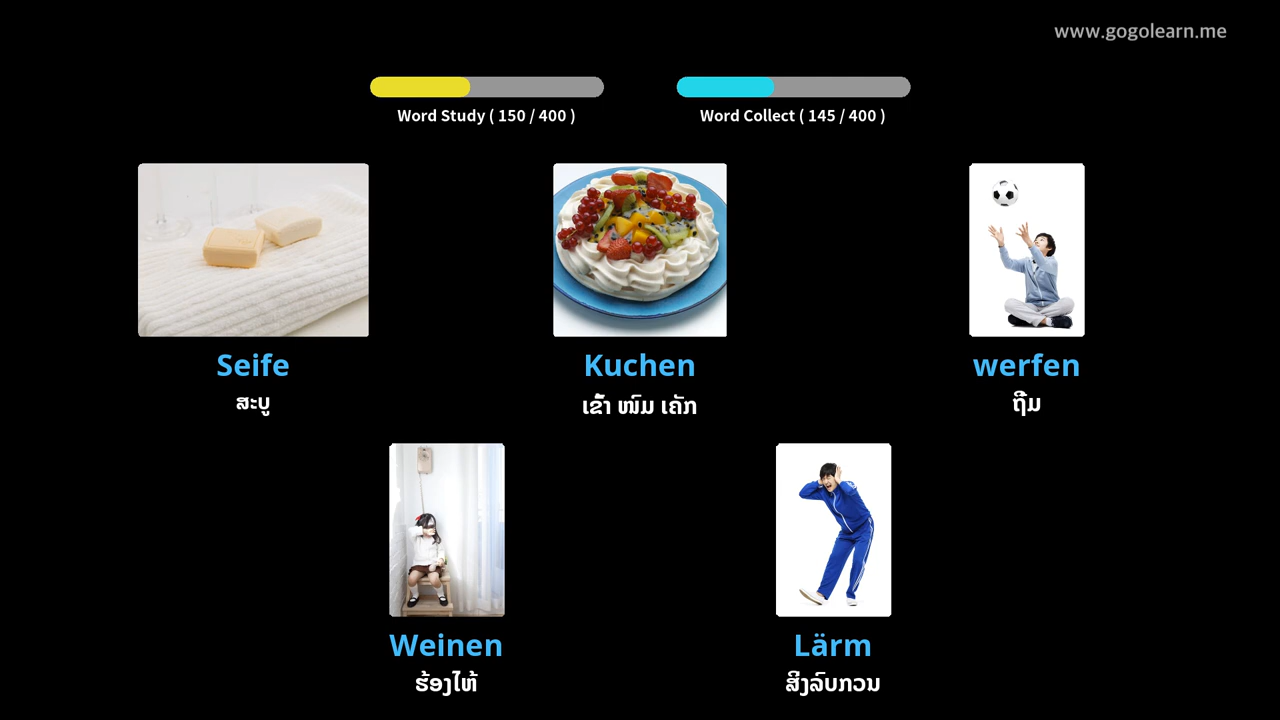 www.gogolearn.me
Word Study ( 150 / 400 )
Word Collect ( 145 / 400 )
Seife
ສະບູ
Kuchen
ເຂົ້າ ໜົມ ເຄັກ
werfen
ຖິ້ມ
Weinen
ຮ້ອງໄຫ້
Lärm
ສິ່ງລົບກວນ